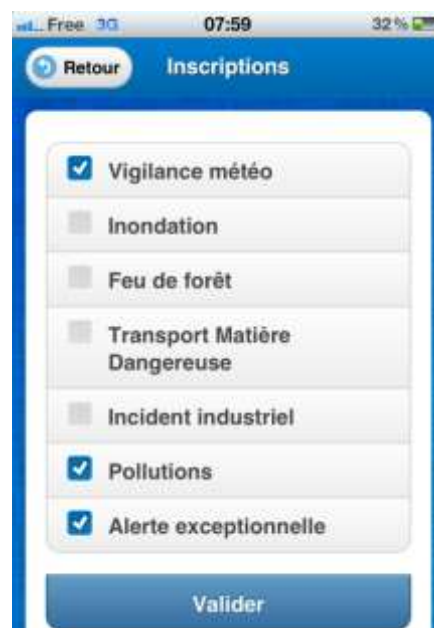 Free 3G 07:59 32 %
Retour Inscriptions
Vigilance météo
Inondation
Feu de forêt
Transport Matière
Dangereuse
Incident industriel
Pollutions
Alerte exceptionnelle
Valider